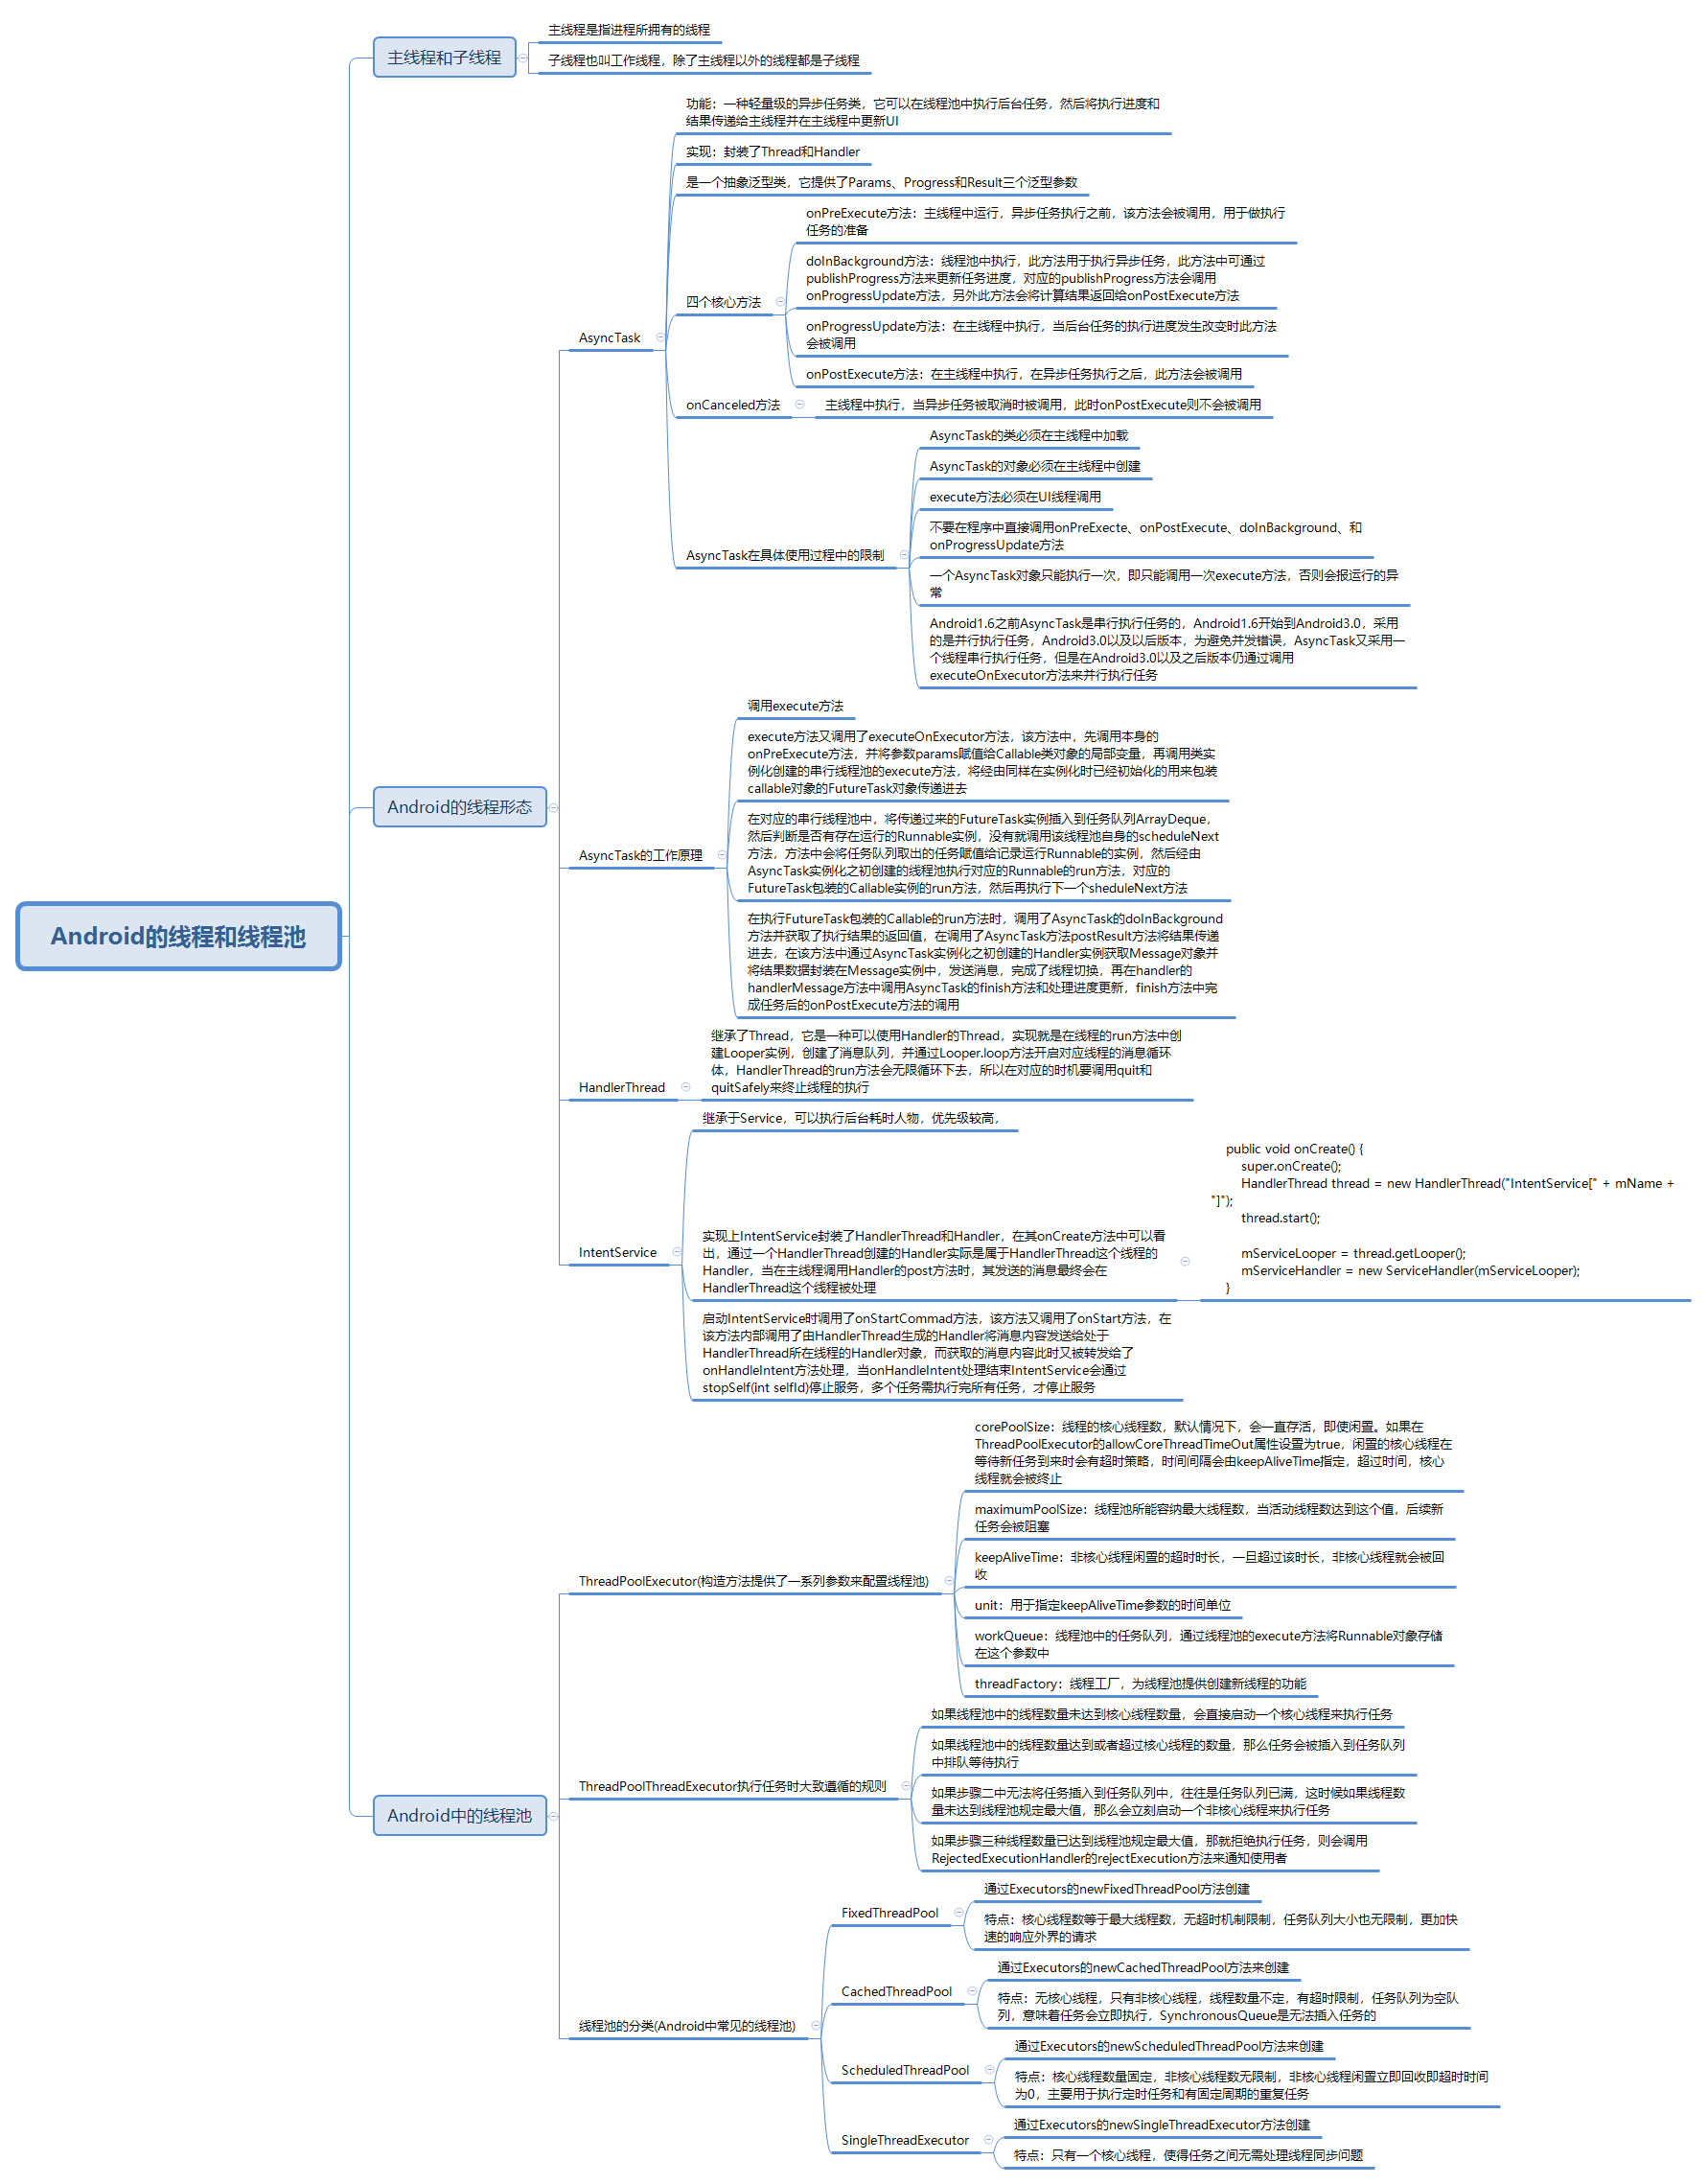 Android的线程和线程池
主线程和子线程
主线程是指进程所拥有的线程
子线程也叫工作线程，除了主线程以外的线程都是子线程
Android的线程形态
AsyncTask
功能：一种轻量级的异步任务类，它可以在线程池中执行后台任务，然后将执行进度和
结果传递给主线程并在主线程中更新UI
实现：封装了Thread和Handler
是一个抽象泛型类，它提供了Params、Progress和Result三个泛型参数
四个核心方法
onPreExecute方法：主线程中运行，异步任务执行之前，该方法会被调用，用于做执行
任务的准备
doInBackground方法：线程池中执行，此方法用于执行异步任务，此方法中可通过
publishProgress方法来更新任务进度，对应的publishProgress方法会调用
onProgressUpdate方法，另外此方法会将计算结果返回给onPostExecute方法
onProgressUpdate方法：在主线程中执行，当后台任务的执行进度发生改变时此方法
会被调用
onPostExecute方法：在主线程中执行，在异步任务执行之后，此方法会被调用
onCanceled方法
主线程中执行，当异步任务被取消时被调用，此时onPostExecute则不会被调用
AsyncTask在具体使用过程中的限制
AsyncTask的类必须在主线程中加载
AsyncTask的对象必须在主线程中创建
execute方法必须在UI线程调用
不要在程序中直接调用onPreExecte、onPostExecute、doInBackground、和
onProgressUpdate方法
一个AsyncTask对象只能执行一次，即只能调用一次execute方法，否则会报运行的异
常
Android1.6之前AsyncTask是串行执行任务的，Android1.6开始到Android3.0，采用
的是并行执行任务，Android3.0以及以后版本，为避免并发错误，AsyncTask又采用一
个线程串行执行任务，但是在Android3.0以及之后版本仍通过调用
executeOnExecutor方法来并行执行任务
AsyncTask的工作原理
调用execute方法
execute方法又调用了executeOnExecutor方法，该方法中，先调用本身的
onPreExecute方法，并将参数params赋值给Callable类对象的局部变量，再调用类实
例化创建的串行线程池的execute方法，将经由同样在实例化时已经初始化的用来包装
callable对象的FutureTask对象传递进去
在对应的串行线程池中，将传递过来的FutureTask实例插入到任务队列ArrayDeque，
然后判断是否有存在运行的Runnable实例，没有就调用该线程池自身的scheduleNext
方法，方法中会将任务队列取出的任务赋值给记录运行Runnable的实例，然后经由
AsyncTask实例化之初创建的线程池执行对应的Runnable的run方法，对应的
FutureTask包装的Callable实例的run方法，然后再执行下一个sheduleNext方法
在执行FutureTask包装的Callable的run方法时，调用了AsyncTask的doInBackground
方法并获取了执行结果的返回值，在调用了AsyncTask方法postResult方法将结果传递
进去，在该方法中通过AsyncTask实例化之初创建的Handler实例获取Message对象并
将结果数据封装在Message实例中，发送消息，完成了线程切换，再在handler的
handlerMessage方法中调用AsyncTask的finish方法和处理进度更新，finish方法中完
成任务后的onPostExecute方法的调用
HandlerThread
继承了Thread，它是一种可以使用Handler的Thread，实现就是在线程的run方法中创
建Looper实例，创建了消息队列，并通过Looper.loop方法开启对应线程的消息循环
体，HandlerThread的run方法会无限循环下去，所以在对应的时机要调用quit和
quitSafely来终止线程的执行
IntentService
继承于Service，可以执行后台耗时人物，优先级较高，
实现上IntentService封装了HandlerThread和Handler，在其onCreate方法中可以看
出，通过一个HandlerThread创建的Handler实际是属于HandlerThread这个线程的
Handler，当在主线程调用Handler的post方法时，其发送的消息最终会在
HandlerThread这个线程被处理
public void onCreate() {
super.onCreate();
HandlerThread thread = new HandlerThread("IntentService[" + mName +
"]");
thread.start();
mServiceLooper = thread.getLooper();
mServiceHandler = new ServiceHandler(mServiceLooper);
}
启动IntentService时调用了onStartCommad方法，该方法又调用了onStart方法，在
该方法内部调用了由HandlerThread生成的Handler将消息内容发送给处于
HandlerThread所在线程的Handler对象，而获取的消息内容此时又被转发给了
onHandleIntent方法处理，当onHandleIntent处理结束IntentService会通过
stopSelf(int selfId)停止服务，多个任务需执行完所有任务，才停止服务
Android中的线程池
ThreadPoolExecutor(构造方法提供了一系列参数来配置线程池)
corePoolSize：线程的核心线程数，默认情况下，会一直存活，即使闲置。如果在
ThreadPoolExecutor的allowCoreThreadTimeOut属性设置为true，闲置的核心线程在
等待新任务到来时会有超时策略，时间间隔会由keepAliveTime指定，超过时间，核心
线程就会被终止
maximumPoolSize：线程池所能容纳最大线程数，当活动线程数达到这个值，后续新
任务会被阻塞
keepAliveTime：非核心线程闲置的超时时长，一旦超过该时长，非核心线程就会被回
收
unit：用于指定keepAliveTime参数的时间单位
workQueue：线程池中的任务队列，通过线程池的execute方法将Runnable对象存储
在这个参数中
threadFactory：线程工厂，为线程池提供创建新线程的功能
ThreadPoolThreadExecutor执行任务时大致遵循的规则
如果线程池中的线程数量未达到核心线程数量，会直接启动一个核心线程来执行任务
如果线程池中的线程数量达到或者超过核心线程的数量，那么任务会被插入到任务队列
中排队等待执行
如果步骤二中无法将任务插入到任务队列中，往往是任务队列已满，这时候如果线程数
量未达到线程池规定最大值，那么会立刻启动一个非核心线程来执行任务
如果步骤三种线程数量已达到线程池规定最大值，那就拒绝执行任务，则会调用
RejectedExecutionHandler的rejectExecution方法来通知使用者
线程池的分类(Android中常见的线程池)
FixedThreadPool
通过Executors的newFixedThreadPool方法创建
特点：核心线程数等于最大线程数，无超时机制限制，任务队列大小也无限制，更加快
速的响应外界的请求
CachedThreadPool
通过Executors的newCachedThreadPool方法来创建
特点：无核心线程，只有非核心线程，线程数量不定，有超时限制，任务队列为空队
列，意味着任务会立即执行，SynchronousQueue是无法插入任务的
ScheduledThreadPool
通过Executors的newScheduledThreadPool方法来创建
特点：核心线程数量固定，非核心线程数无限制，非核心线程闲置立即回收即超时时间
为0，主要用于执行定时任务和有固定周期的重复任务
SingleThreadExecutor
通过Executors的newSingleThreadExecutor方法创建
特点：只有一个核心线程，使得任务之间无需处理线程同步问题